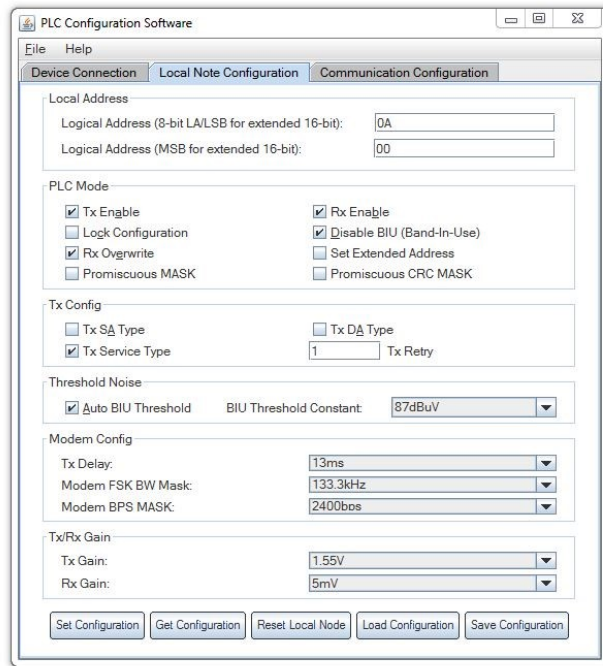 PLC Configuration Software
File Help
Device Connection Local Note Configuration Communication Configuration
Local Address
Logical Address (8-bit LA/LSB for extended 16-bit): 0A
Logical Address (MSB for extended 16-bit): 00
PLC Mode
Tx Enable Rx Enable
Lock Configuration Disable BIU (Band-In-Use)
Rx Overwrite Set Extended Address
Promiscuous MASK Promiscuous CRC MASK
Tx Config
Tx SA Type Tx DA Type
Tx Service Type 1 Tx Retry
Threshold Noise
Auto BIU Threshold BIU Threshold Constant: 87dBuV
Modem Config
Tx Delay: 13ms
Modem FSK BW Mask: 133.3kHz
Modem BPS MASK: 2400bps
Tx/Rx Gain
Tx Gain: 1.55V
Rx Gain: 5mV
Set Configuration Get Configuration Reset Local Node Load Configuration Save Configuration